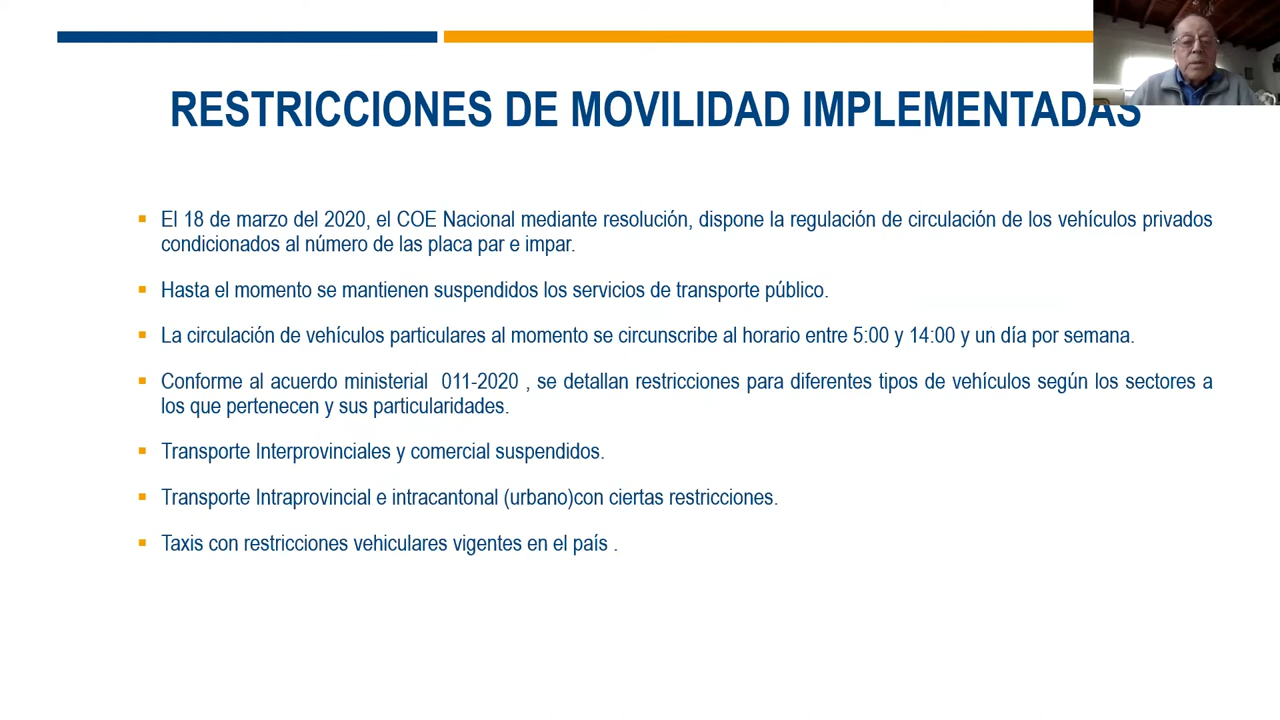 RESTRICCIONES DE MOVILIDAD IMPLEMENTADAS
El 18 de marzo del 2020, el COE Nacional mediante resolución, dispone la regulación de circulación de los vehículos privados
condicionados al número de las placa par e impar.
Hasta el momento se mantienen suspendidos los servicios de transporte público.
La circulación de vehículos particulares al momento se circunscribe al horario entre 5:00 y 14:00 y un día por semana.
Conforme al acuerdo ministerial 011-2020 , se detallan restricciones para diferentes tipos de vehículos según los sectores a
los que pertenecen y sus particularidades.
Transporte Interprovinciales y comercial suspendidos.
Transporte Intraprovincial e intracantonal (urbano)con ciertas restricciones.
Taxis con restricciones vehiculares vigentes en el país .